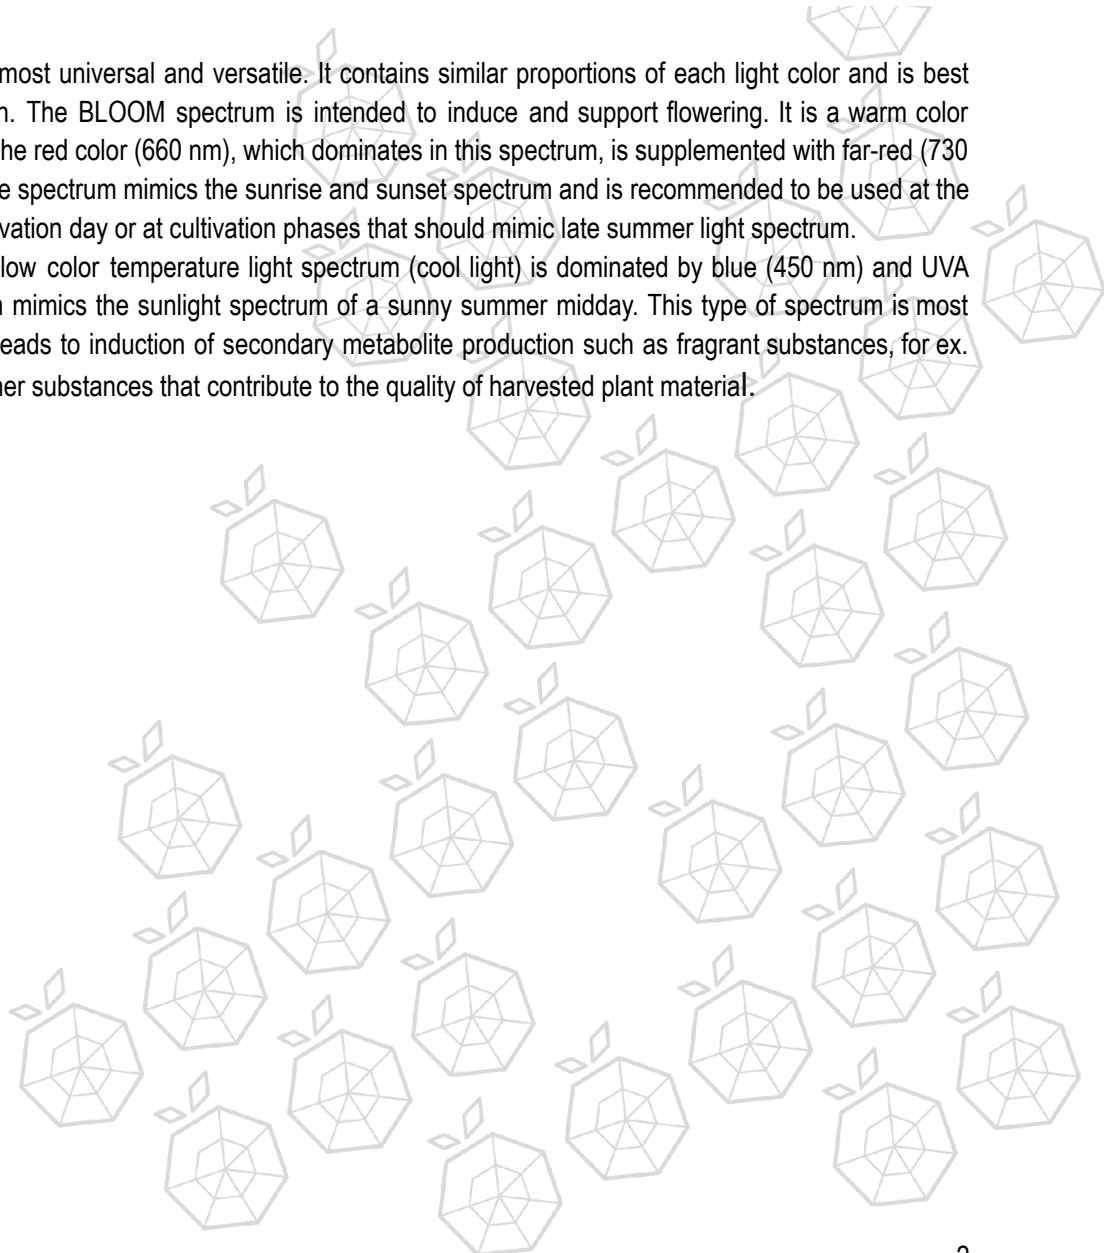 most universal and versatile. It contains similar proportions of each light color and is best
n. The BLOOM spectrum is intended to induce and support flowering. It is a warm color
he red color (660 nm), which dominates in this spectrum, is supplemented with far-red (730
e spectrum mimics the sunrise and sunset spectrum and is recommended to be used at the
vation day or at cultivation phases that should mimic late summer light spectrum.
low color temperature light spectrum (cool light) is dominated by blue (450 nm) and UVA
mimics the sunlight spectrum of a sunny summer midday. This type of spectrum is most
eads to induction of secondary metabolite production such as fragrant substances, for ex.
er substances that contribute to the quality of harvested plant material.